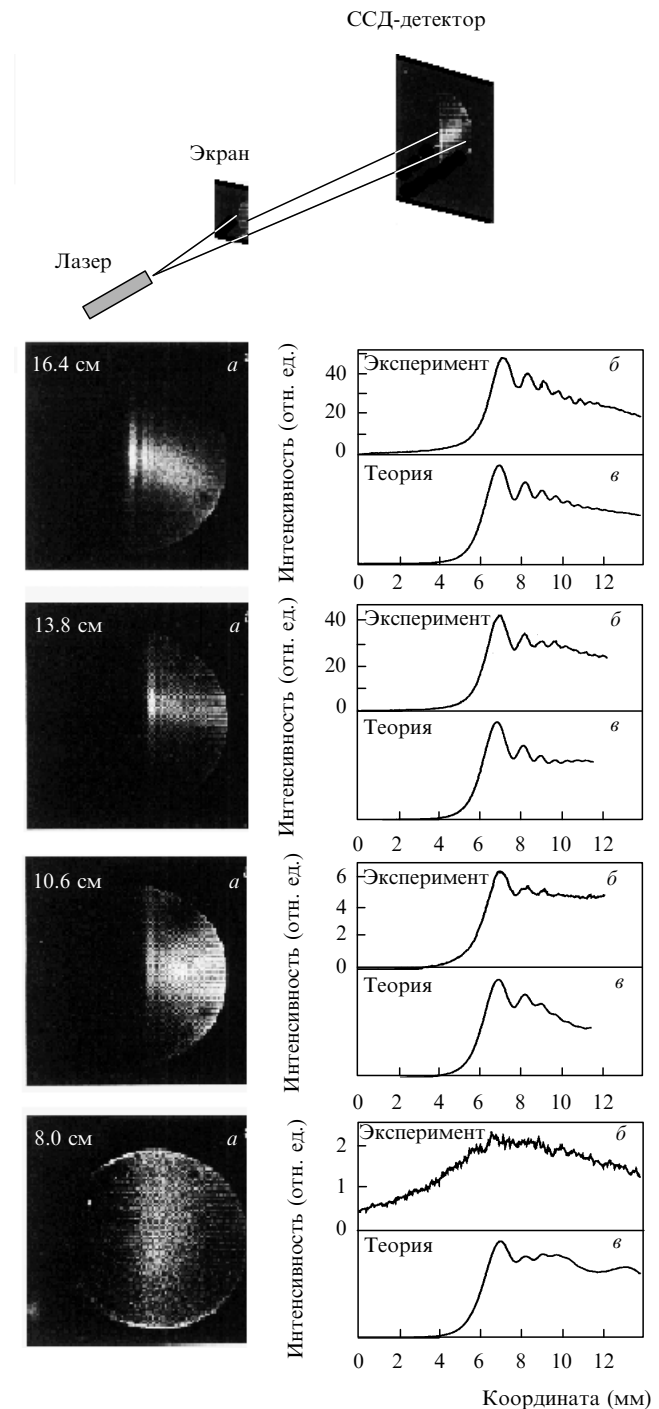 ССД-детектор
Экран
Лазер
16.4 см
а
Интенсивность (отн. ед.)
40
20
0
Эксперимент
б
Теория
в
0 2 4 6 8 10 12
13.8 см
а
Интенсивность (отн. ед.)
40
20
0
Эксперимент
б
Теория
в
0 2 4 6 8 10 12
10.6 см
а
Интенсивность (отн. ед.)
6
4
2
0
Эксперимент
б
Теория
в
0 2 4 6 8 10 12
8.0 см
а
Интенсивность (отн. ед.)
2
1
0
Эксперимент
б
Теория
в
0 2 4 6 8 10 12
Координата (мм)